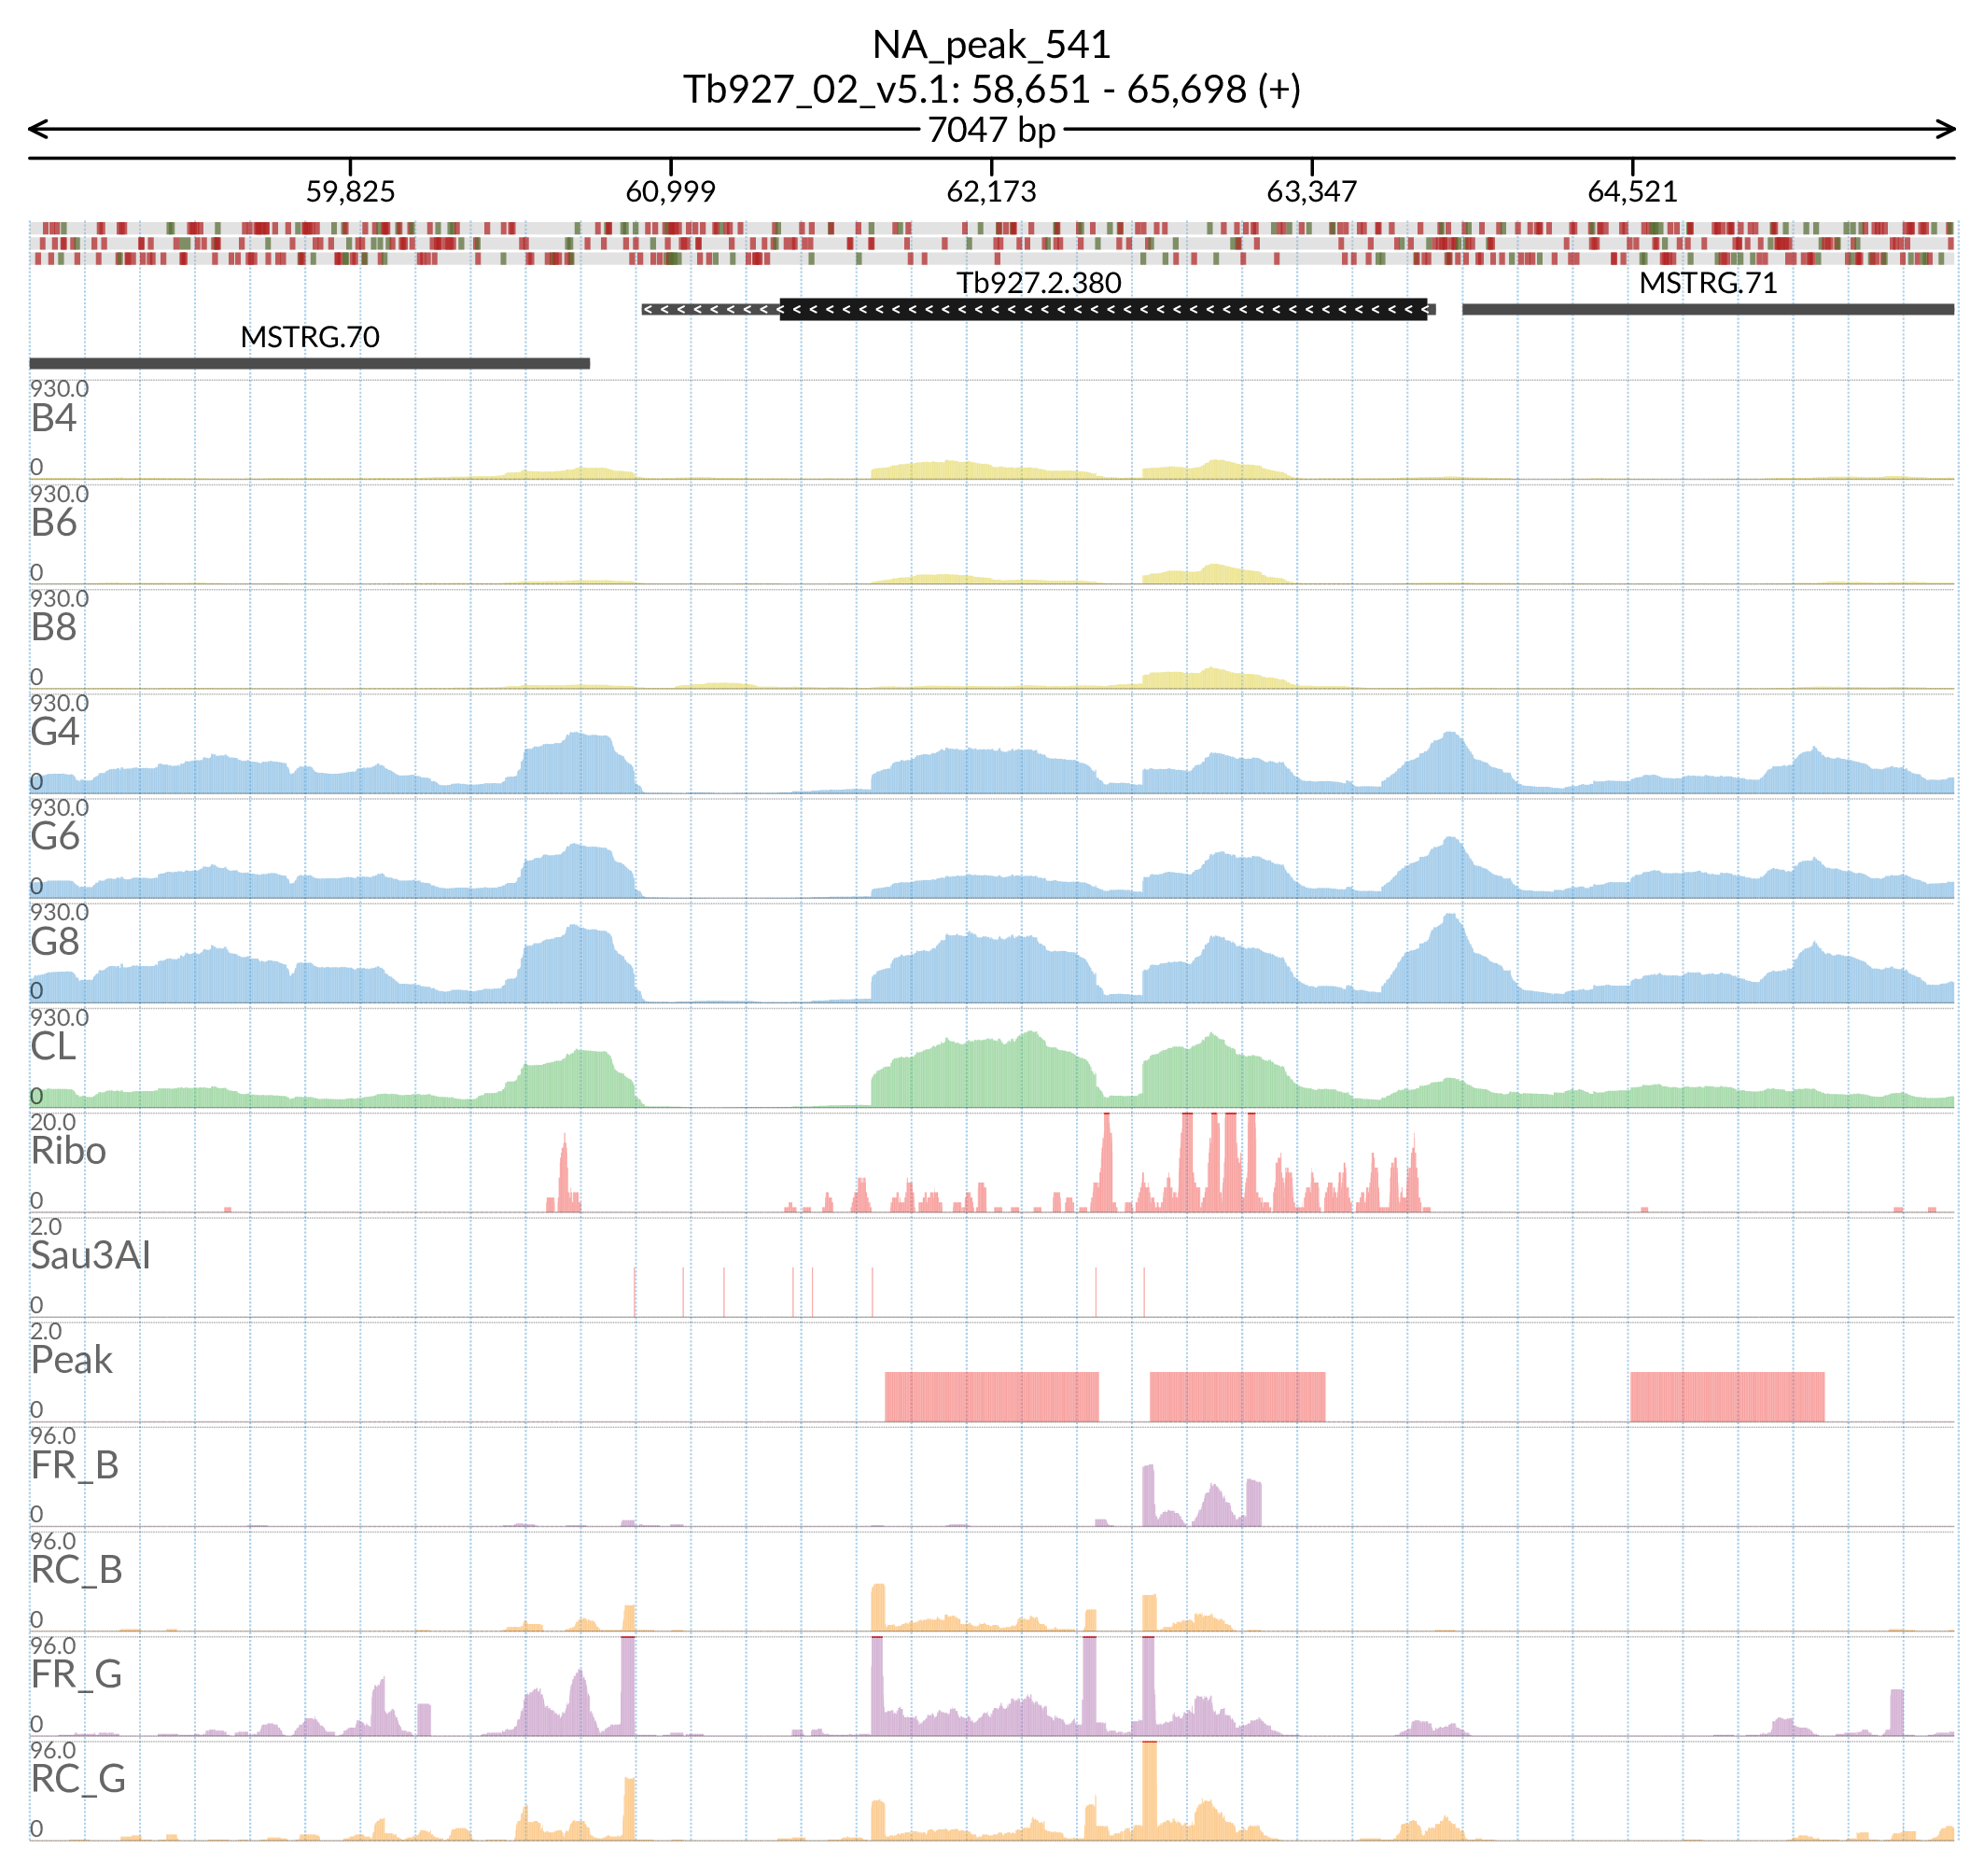 NA_peak_541
Tb927_02_v5.1: 58,651 - 65,698 (+)
7047 bp
59,825 60,999 62,173 63,347 64,521
Tb927.2.380 MSTRG.71
MSTRG.70
930.0
B4
0
930.0
B6
0
930.0
B8
0
930.0
G4
0
930.0
G6
0
930.0
G8
0
930.0
CL
0
20.0
Ribo
0
2.0
Sau3AI
0
2.0
Peak
0
96.0
FR_B
0
96.0
RC_B
0
96.0
FR_G
0
96.0
RC_G
0